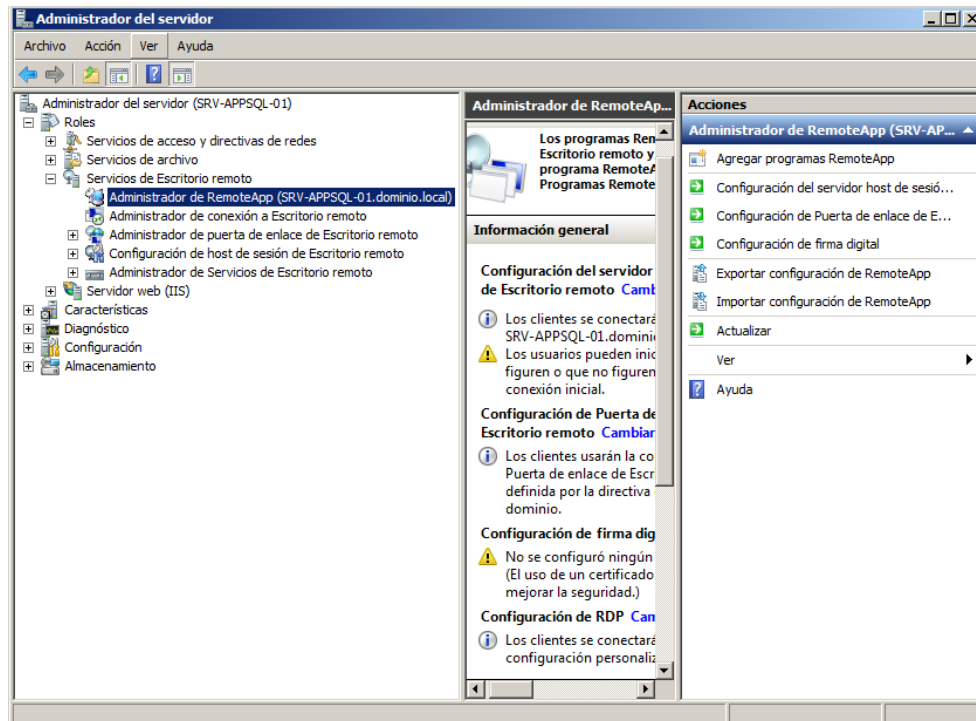 Administrador del servidor
Archivo Acción Ver Ayuda
Administrador del servidor (SRV-APPSQL-01)
Roles
Servicios de acceso y directivas de redes
Servicios de archivo
Servicios de Escritorio remoto
Administrador de RemoteApp (SRV-APPSQL-01.dominio.local)
Administrador de conexión a Escritorio remoto
Administrador de puerta de enlace de Escritorio remoto
Configuración de host de sesión de Escritorio remoto
Administrador de Servicios de Escritorio remoto
Servidor web (IIS)
Características
Diagnóstico
Configuración
Almacenamiento
Administrador de RemoteAp...
Los programas Rem
Escritorio remoto y
programa RemoteA
Programas Remote
Información general
Configuración del servidor
de Escritorio remoto Camb
Los clientes se conectará
SRV-APPSQL-01.domini
Los usuarios pueden inic
figuren o que no figuren
conexión inicial.
Configuración de Puerta de
Escritorio remoto Cambiar
Los clientes usarán la co
Puerta de enlace de Escr
definida por la directiva
dominio.
Configuración de firma dig
No se configuró ningún
(El uso de un certificado
mejorar la seguridad.)
Configuración de RDP Cam
Los clientes se conectará
configuración personaliz
Acciones
Administrador de RemoteApp (SRV-AP...
Agregar programas RemoteApp
Configuración del servidor host de sesió...
Configuración de Puerta de enlace de E...
Configuración de firma digital
Exportar configuración de RemoteApp
Importar configuración de RemoteApp
Actualizar
Ver
Ayuda